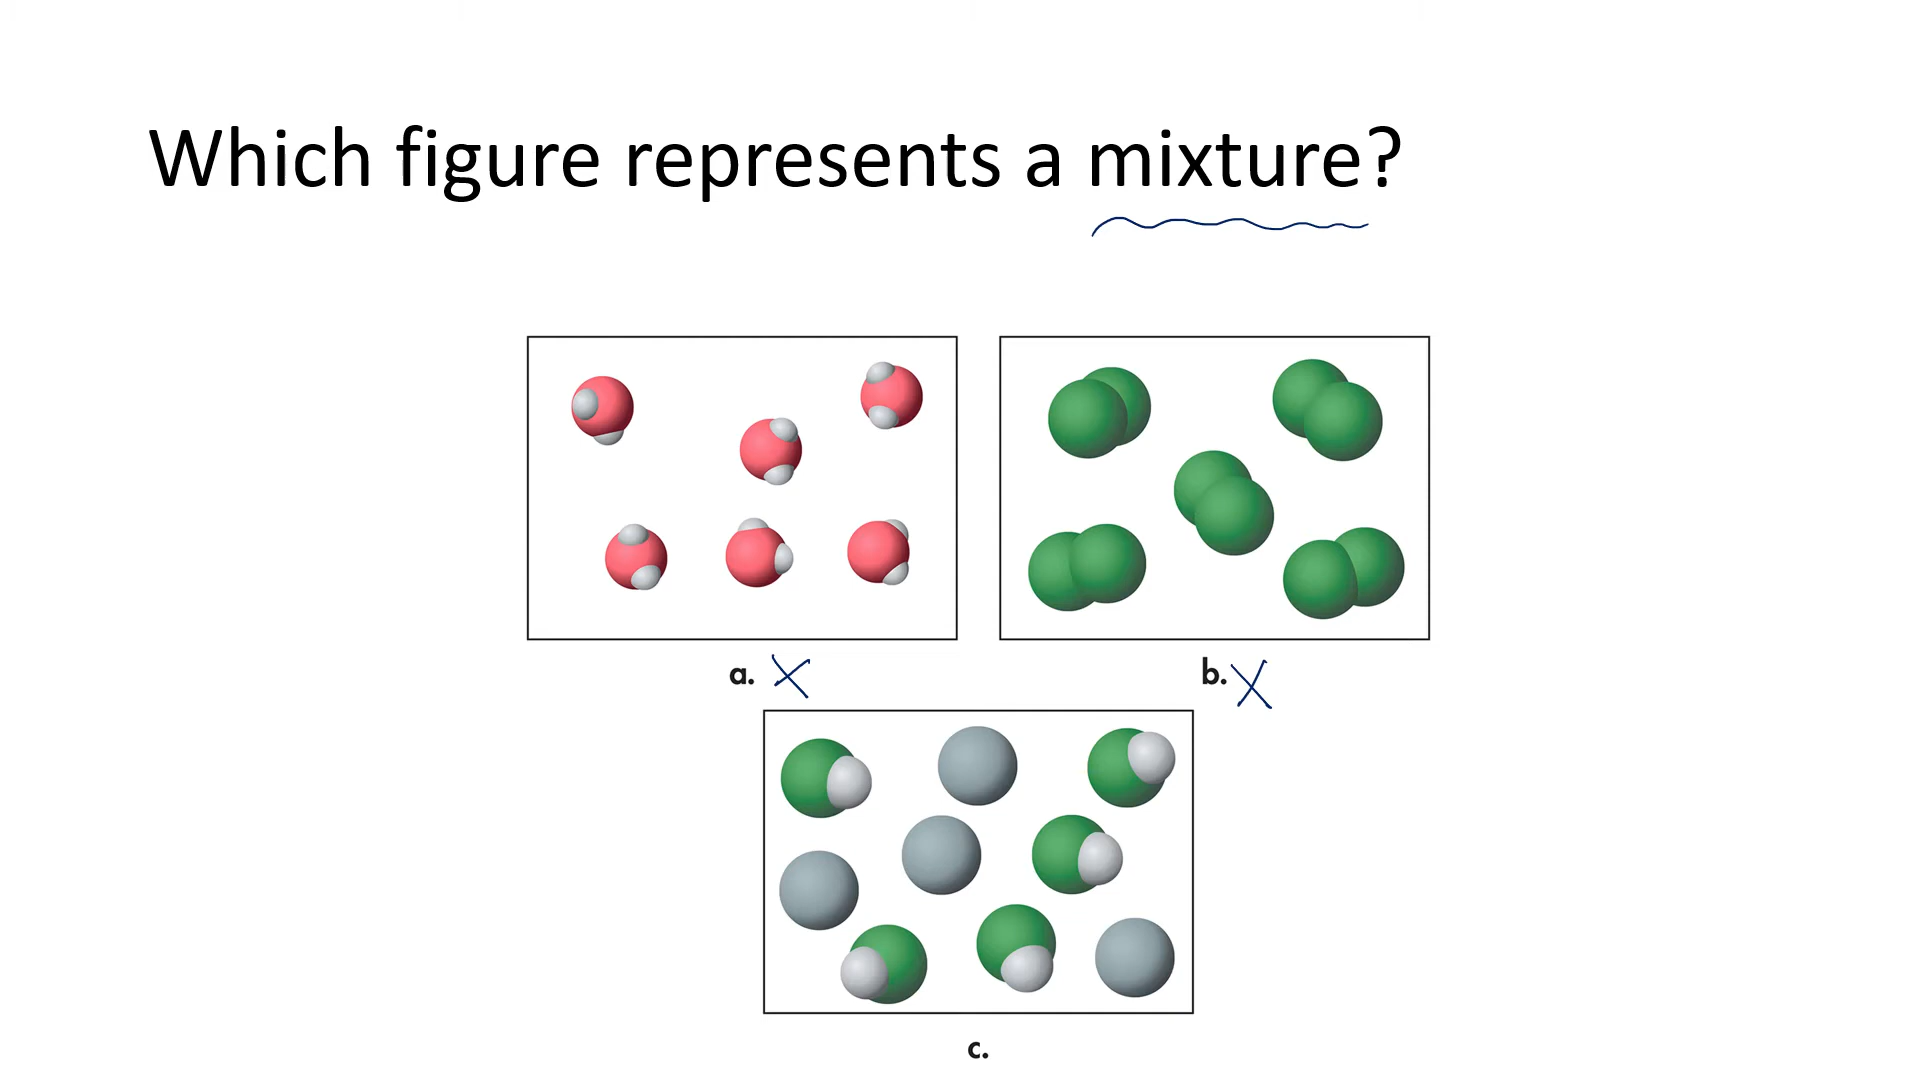 Which figure represents a mixture?
a. X
b. X
c.